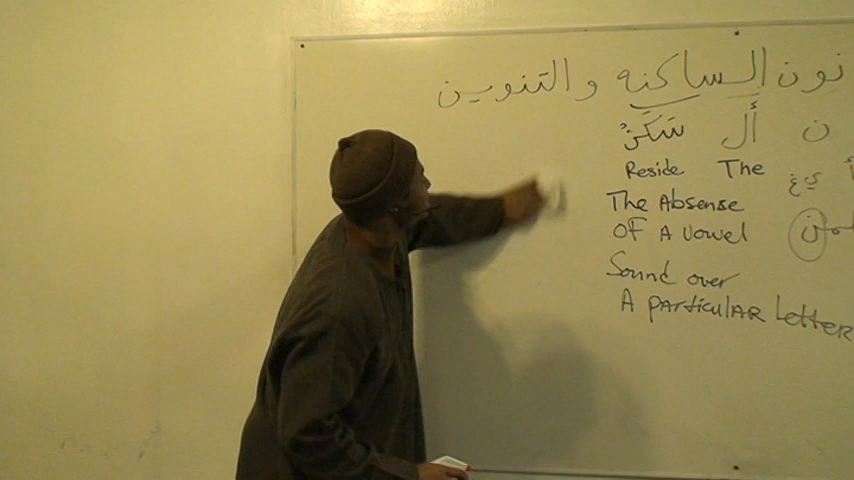 نون الساكنه والتنوين
ن أل سَكَنْ
Reside The
The Absense
OF A vowel
Sound over
A PARTICULAR Letter